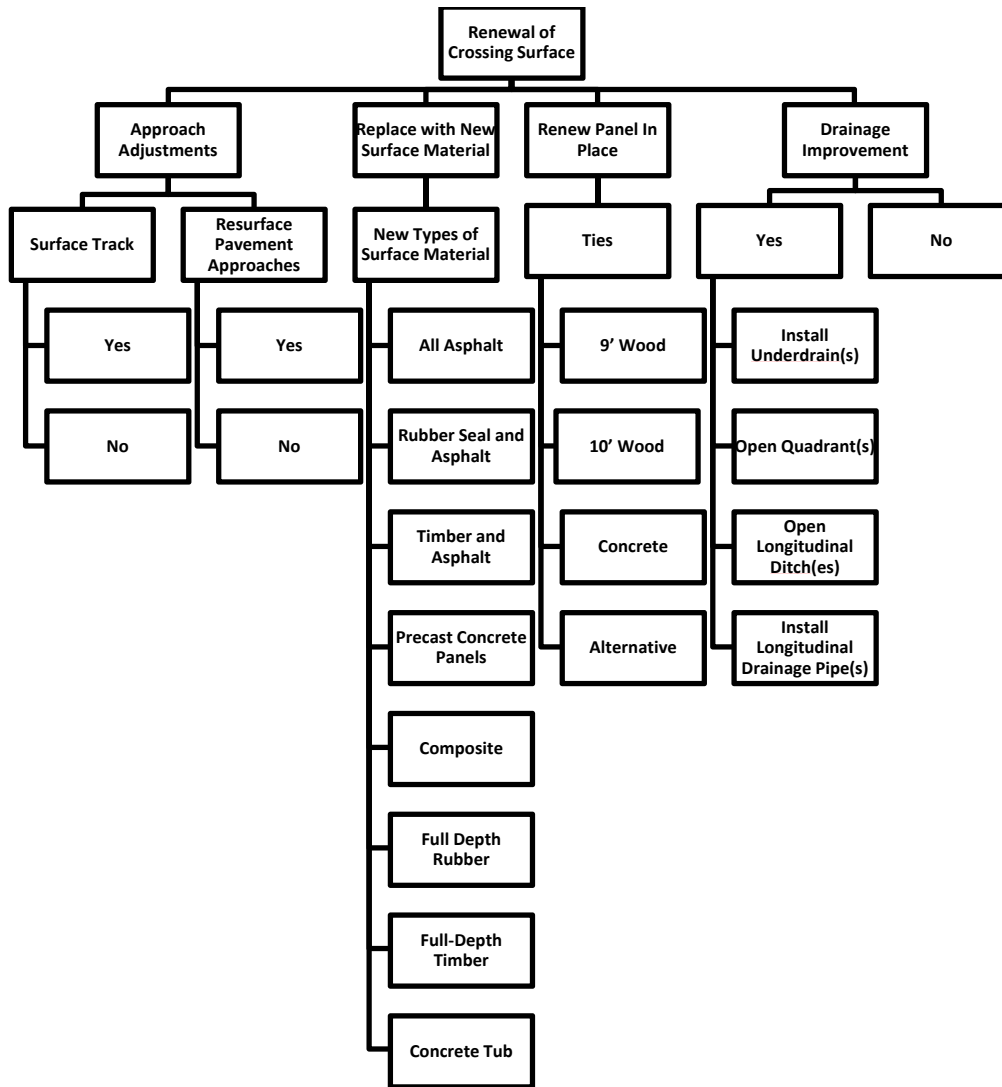 Renewal of
Crossing Surface
Approach
Adjustments
Replace with New
Surface Material
Renew Panel In
Place
Drainage
Improvement
Surface Track
Resurface
Pavement
Approaches
New Types of
Surface Material
Ties
Yes
No
Yes
Yes
All Asphalt
9’ Wood
Install
Underdrain(s)
No
No
Rubber Seal and
Asphalt
10’ Wood
Open Quadrant(s)
Timber and
Asphalt
Concrete
Open
Longitudinal
Ditch(es)
Precast Concrete
Panels
Alternative
Install
Longitudinal
Drainage Pipe(s)
Composite
Full Depth
Rubber
Full-Depth
Timber
Concrete Tub